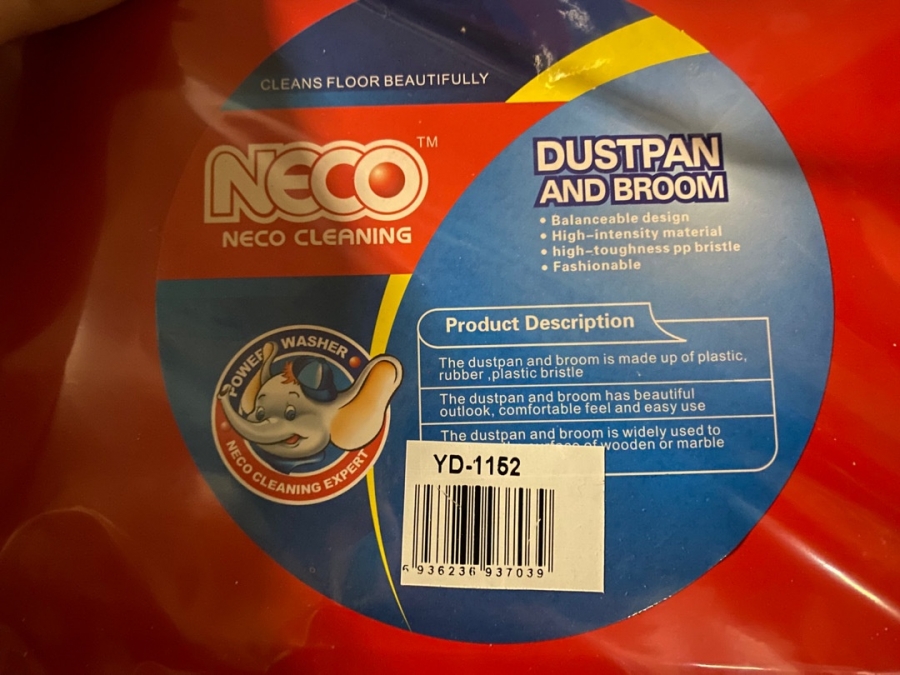 CLEANS FLOOR BEAUTIFULLY
NECO™
NECO CLEANING
DUSTPAN
AND BROOM
• Balanceable design
• High-intensity material
• high-toughness pp bristle
• Fashionable
POWER WASHER
NECO CLEANING EXPERT
Product Description
The dustpan and broom is made up of plastic,
rubber ,plastic bristle
The dustpan and broom has beautiful
outlook, comfortable feel and easy use
The dustpan and broom is widely used to
of wooden or marble
YD-1152
6 936236 937039